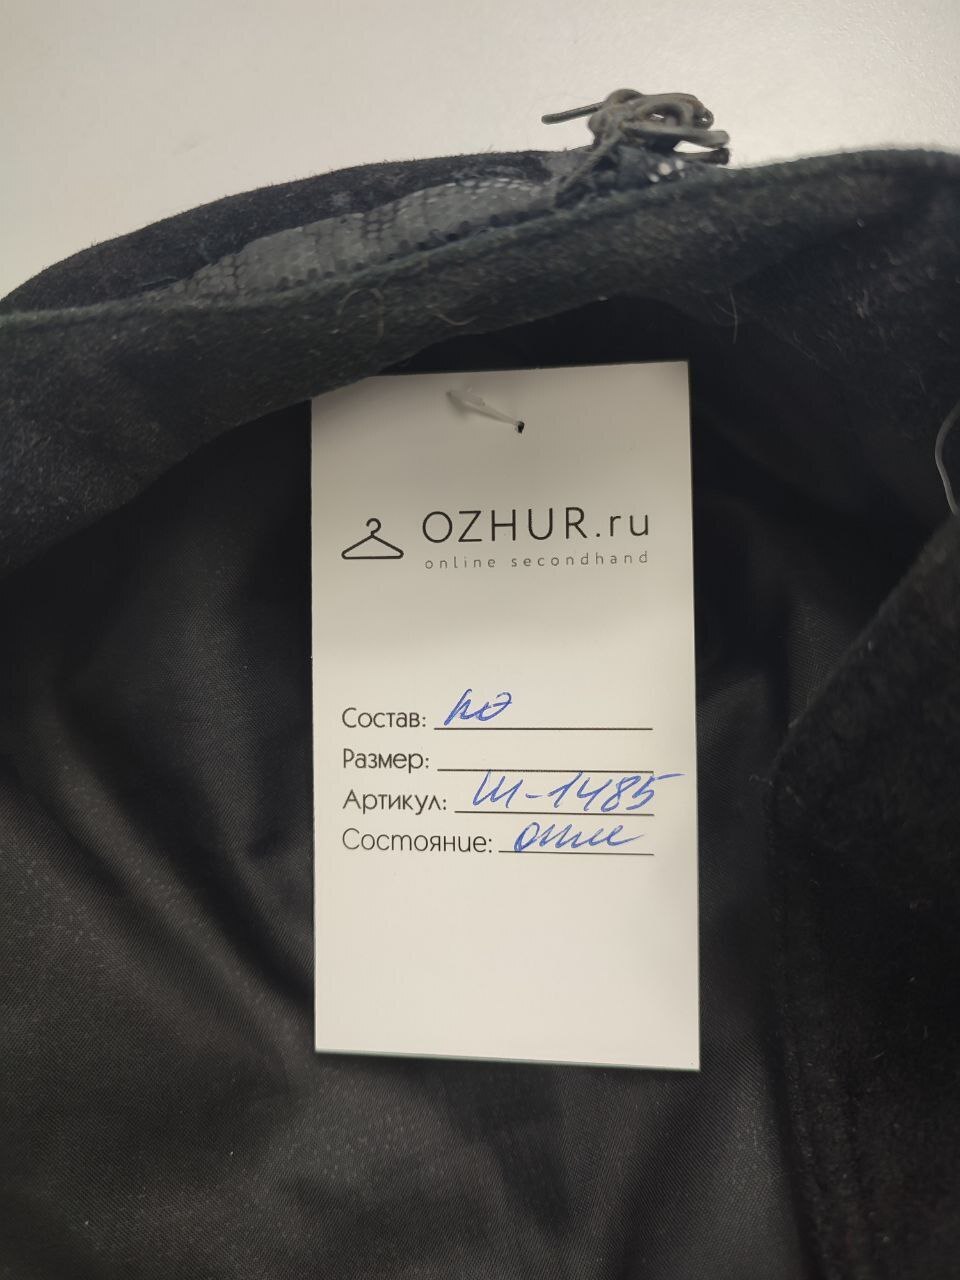 OZHUR.ru
online secondhand
Состав: пэ
Размер:
Артикул: Ш-1485
Состояние: отл